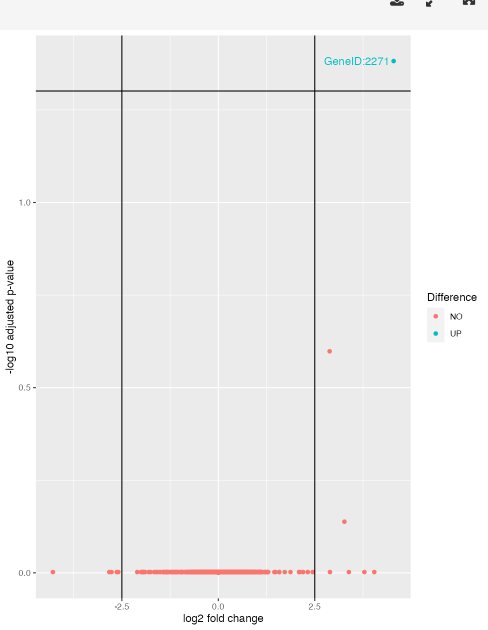 GeneID:2271
1.0
0.5
0.0
-log10 adjusted p-value
-2.5
0.0
2.5
log2 fold change
Difference
NO
UP